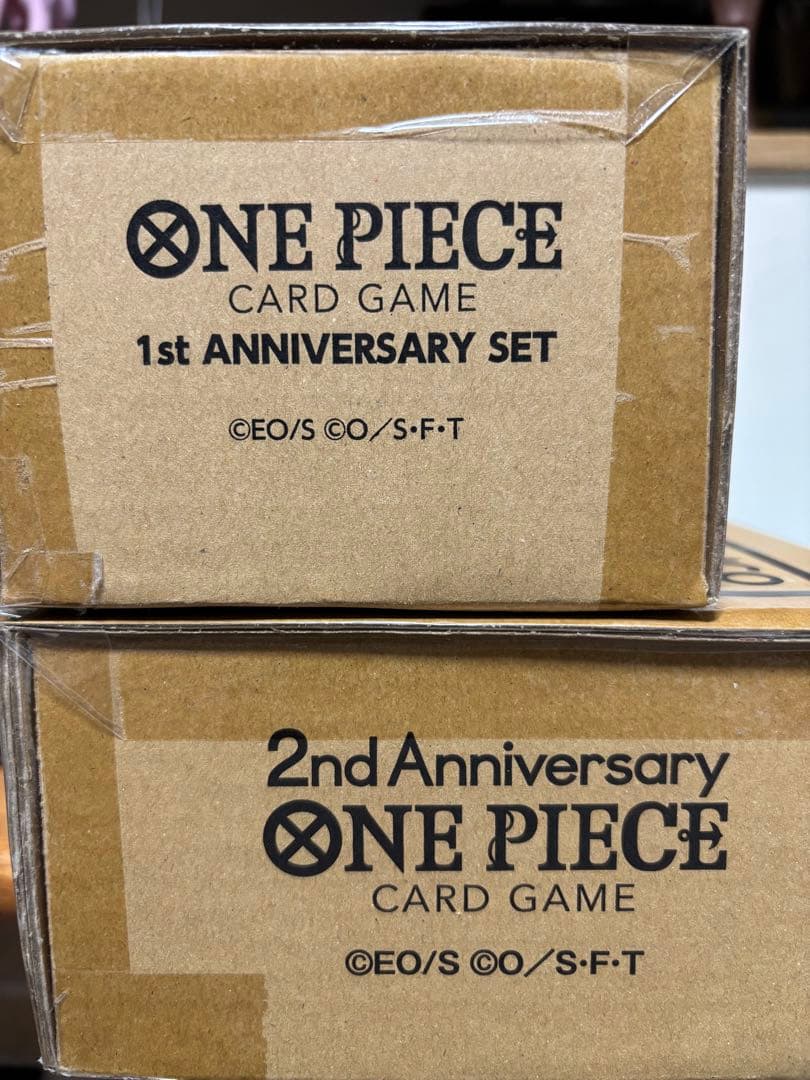 ONE PIECE
CARD GAME
1st ANNIVERSARY SET
©EO/S ©O/S・F・T
2nd Anniversary
ONE PIECE
CARD GAME
©EO/S ©O/S・F・T